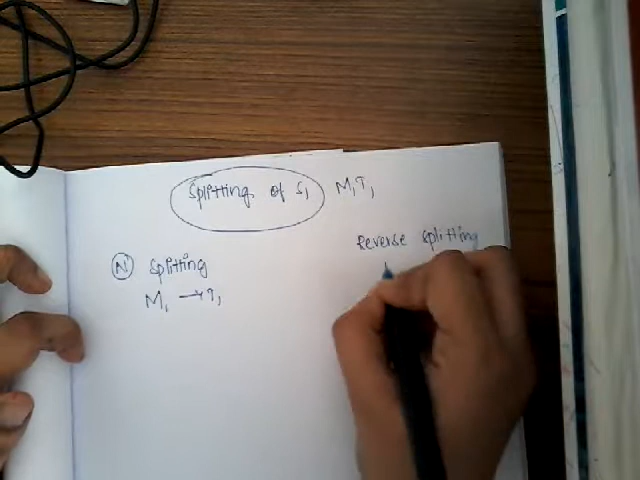 Splitting of S₁ M₁T₁
Reverse splitting
(N) Splitting
M₁ → T₁